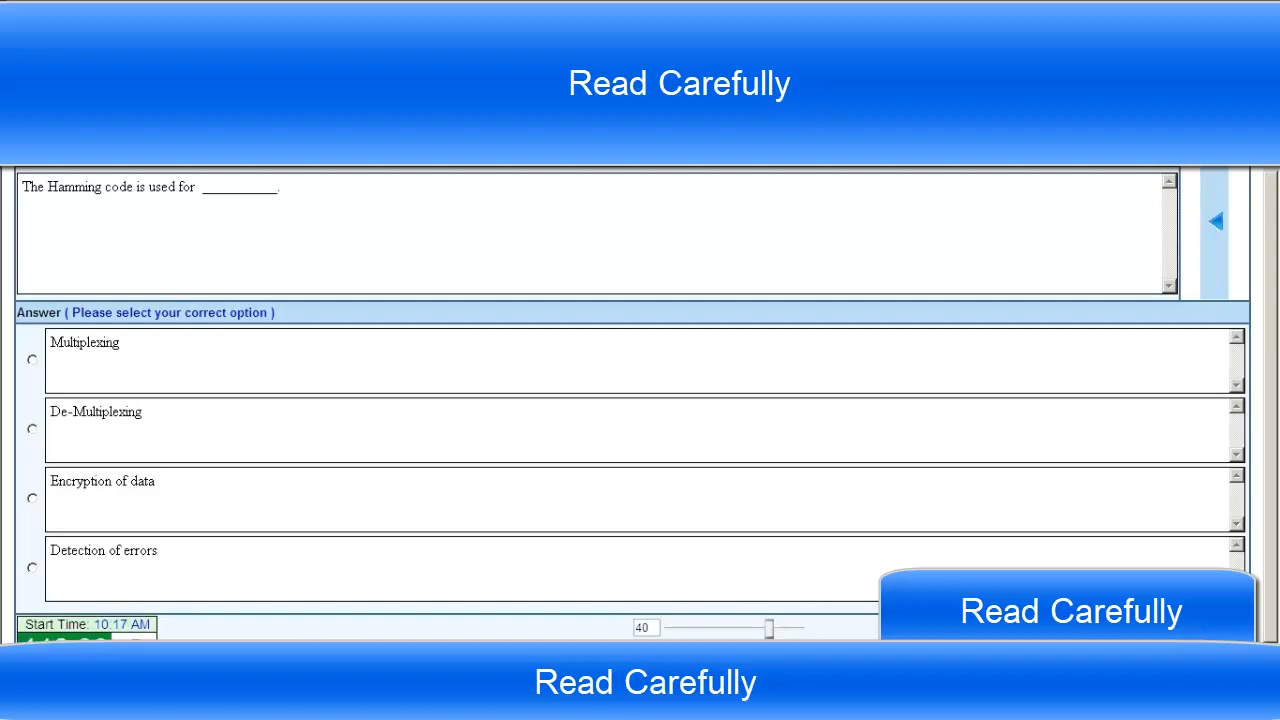 Read Carefully
The Hamming code is used for ___________.
Answer ( Please select your correct option )
Multiplexing
De-Multiplexing
Encryption of data
Detection of errors
Read Carefully
Start Time: 10.17 AM
40
Read Carefully